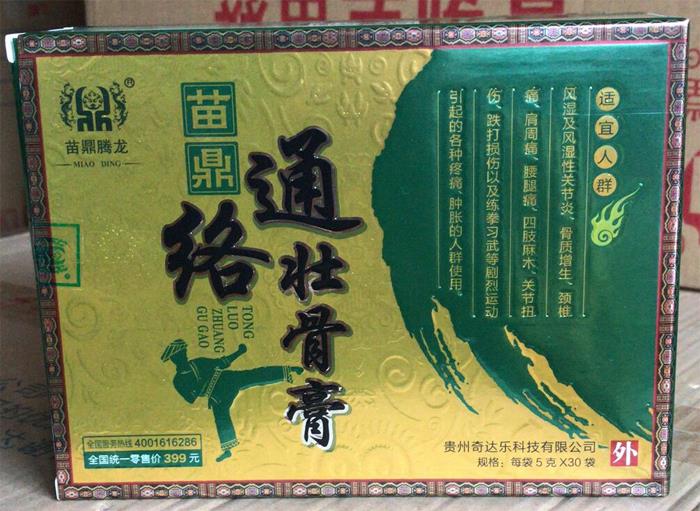 苗鼎腾龙
MIAO DING
苗鼎
通络壮骨膏
TONG
LUO
ZHUANG
GU GAO
适宜人群
风湿及风湿性关节炎、骨质增生、颈椎
痛、肩周痛、腰腿痛、四肢麻木、关节扭
伤、跌打损伤以及练拳习武等剧烈运动
引起的各种疼痛、肿胀的人群使用。
全国服务热线 4001616286
全国统一零售价 399 元
贵州奇达乐科技有限公司
规格：每袋5克X30袋
外